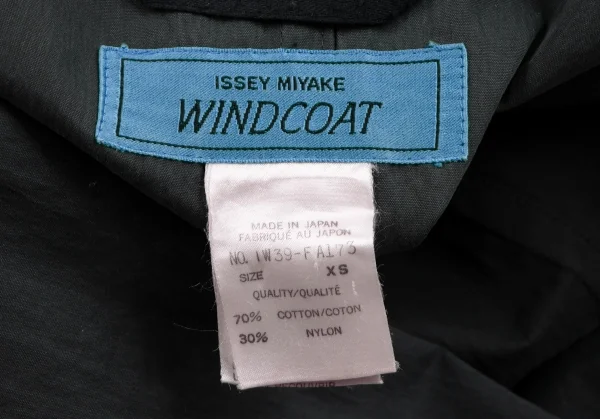 ISSEY MIYAKE
WINDCOAT
MADE IN JAPAN
FABRIQUÉ AU JAPON
NO. IW39-FA173
SIZE XS
QUALITY/QUALITÉ
70% COTTON/COTON
30% NYLON